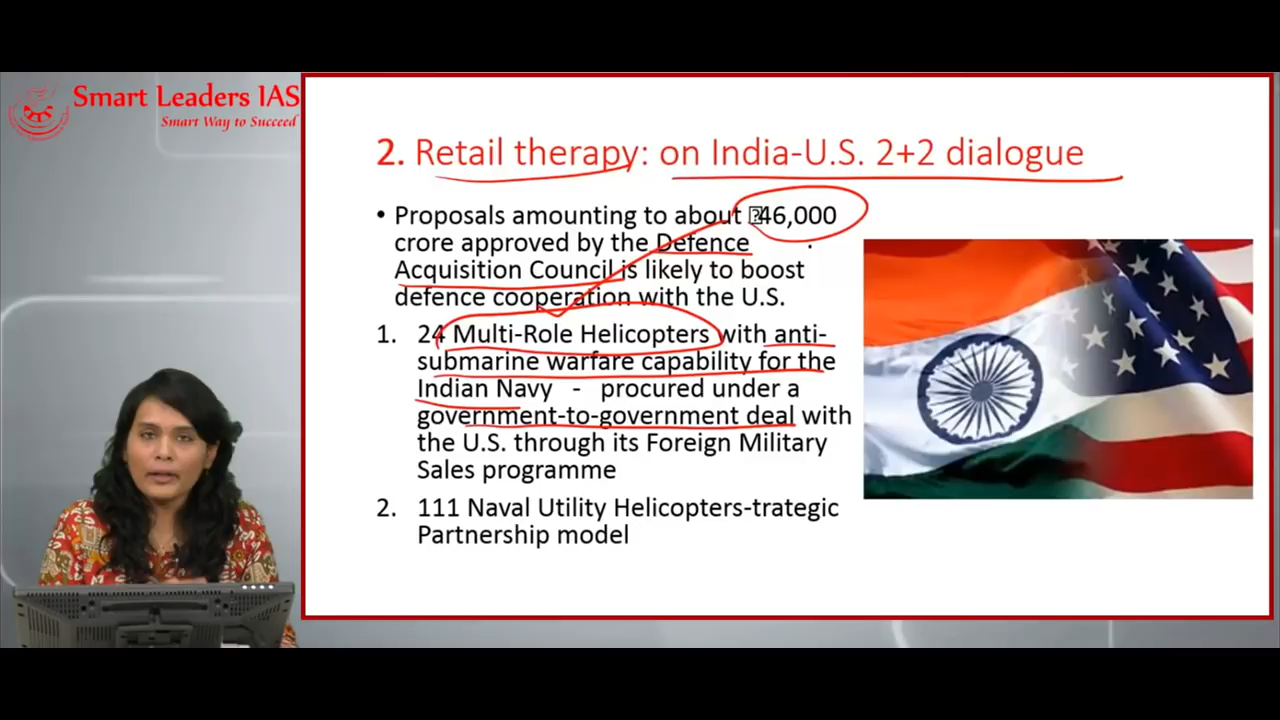 Smart Leaders IAS
Smart Way to Succeed
2. Retail therapy: on India-U.S. 2+2 dialogue
• Proposals amounting to about 46,000
crore approved by the Defence
Acquisition Council is likely to boost
defence cooperation with the U.S.
1. 24 Multi-Role Helicopters with anti-
submarine warfare capability for the
Indian Navy - procured under a
government-to-government deal with
the U.S. through its Foreign Military
Sales programme
2. 111 Naval Utility Helicopters-trategic
Partnership model